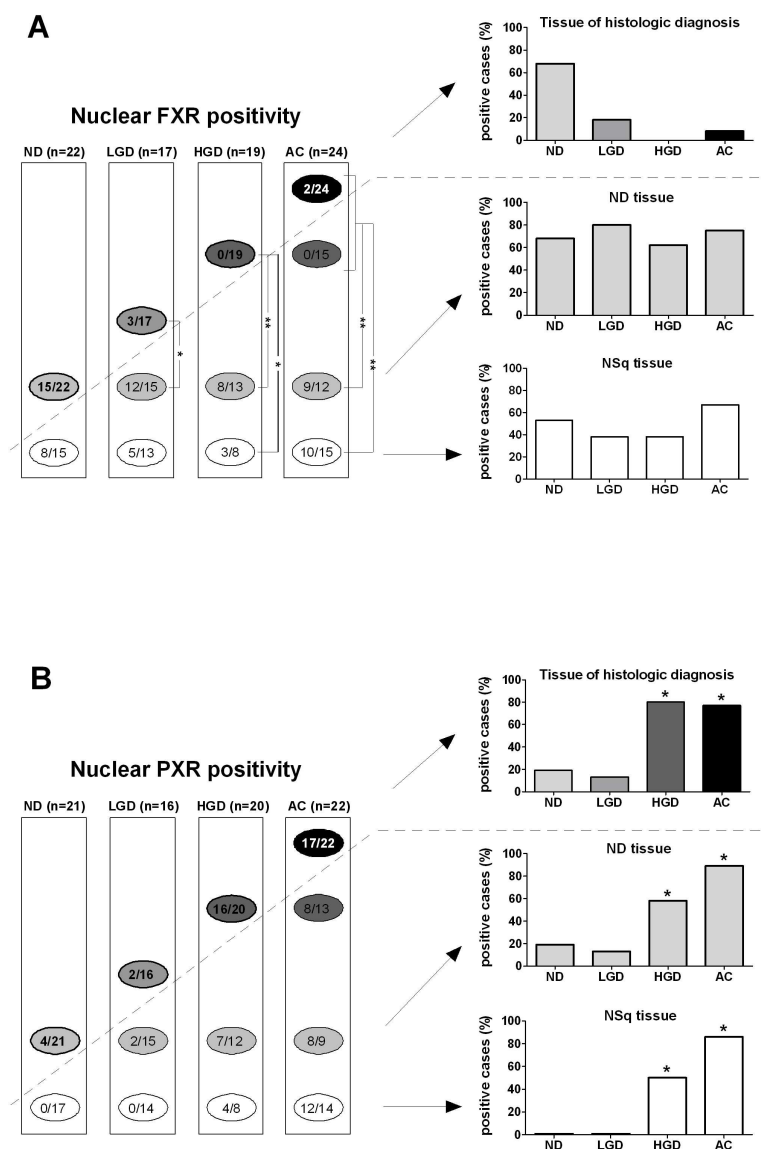 A
Nuclear FXR positivity
ND (n=22) LGD (n=17) HGD (n=19) AC (n=24)
2/24
0/19 0/15
3/17
** ** **
* *
15/22 12/15 8/13 9/12
8/15 5/13 3/8 10/15
Tissue of histologic diagnosis
positive cases (%)
100
80
60
40
20
0
ND LGD HGD AC
ND tissue
positive cases (%)
100
80
60
40
20
0
ND LGD HGD AC
NSq tissue
positive cases (%)
100
80
60
40
20
0
ND LGD HGD AC
B
Nuclear PXR positivity
ND (n=21) LGD (n=16) HGD (n=20) AC (n=22)
17/22
16/20 8/13
2/16
4/21 2/15 7/12 8/9
0/17 0/14 4/8 12/14
Tissue of histologic diagnosis
positive cases (%)
100
80
60
40
20
0
* *
ND LGD HGD AC
ND tissue
positive cases (%)
100
80
60
40
20
0
* *
ND LGD HGD AC
NSq tissue
positive cases (%)
100
80
60
40
20
0
* *
ND LGD HGD AC